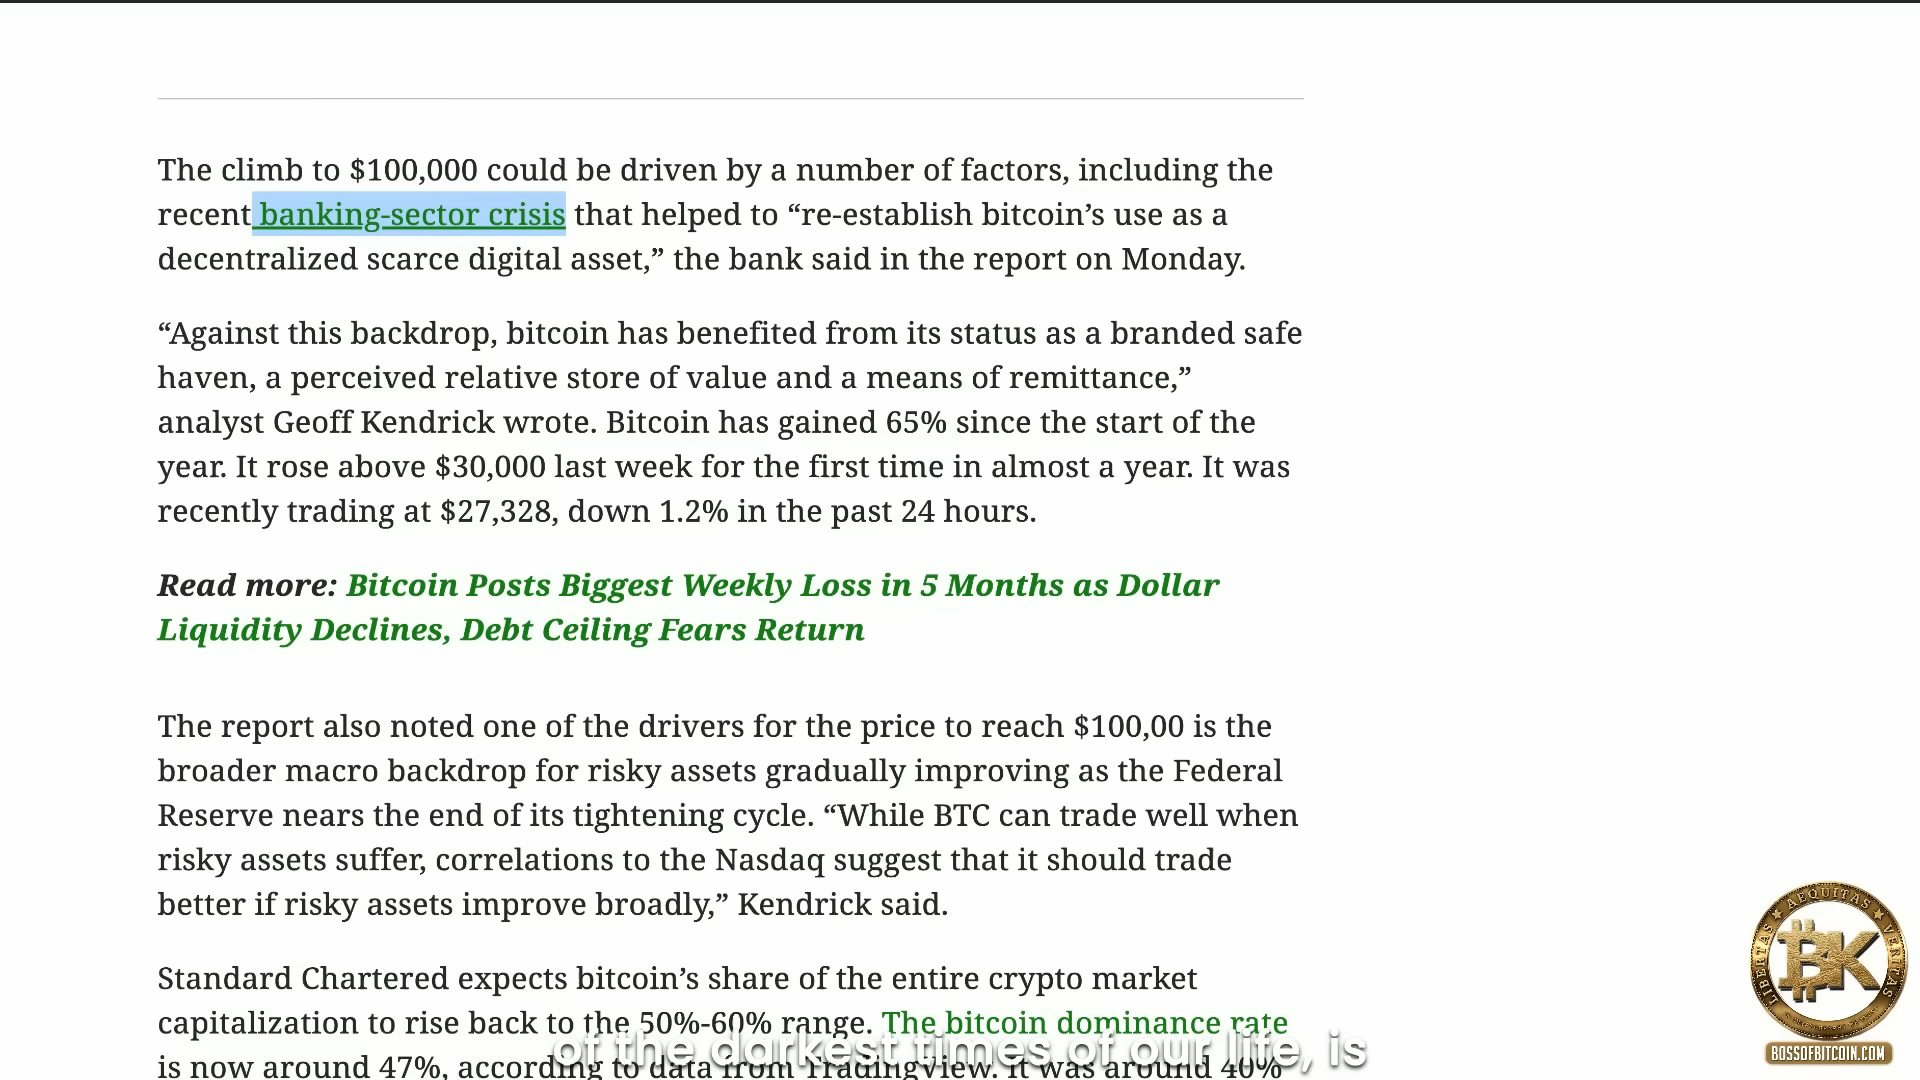 The climb to $100,000 could be driven by a number of factors, including the
recent banking-sector crisis that helped to “re-establish bitcoin’s use as a
decentralized scarce digital asset,” the bank said in the report on Monday.
“Against this backdrop, bitcoin has benefited from its status as a branded safe
haven, a perceived relative store of value and a means of remittance,”
analyst Geoff Kendrick wrote. Bitcoin has gained 65% since the start of the
year. It rose above $30,000 last week for the first time in almost a year. It was
recently trading at $27,328, down 1.2% in the past 24 hours.
Read more: Bitcoin Posts Biggest Weekly Loss in 5 Months as Dollar
Liquidity Declines, Debt Ceiling Fears Return
The report also noted one of the drivers for the price to reach $100,00 is the
broader macro backdrop for risky assets gradually improving as the Federal
Reserve nears the end of its tightening cycle. “While BTC can trade well when
risky assets suffer, correlations to the Nasdaq suggest that it should trade
better if risky assets improve broadly,” Kendrick said.
Standard Chartered expects bitcoin’s share of the entire crypto market
capitalization to rise back to the 50%-60% range. The bitcoin dominance rate
is now around 47%, according to data from TradingView. It was around 40%
of the darkest times of our life, is
AEQUITAS
LIBERTAS
VERITAS
BK
BOSSOFBITCOIN.COM